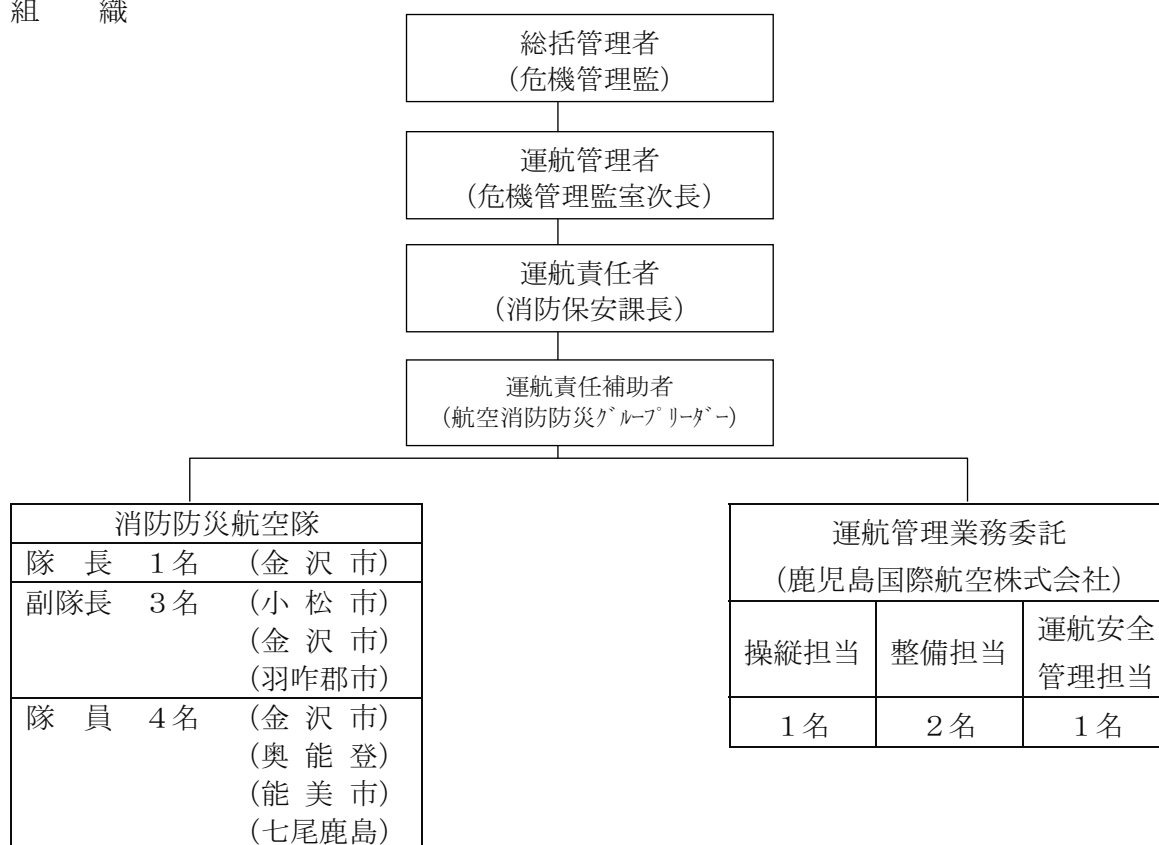 組　織
総括管理者
(危機管理監)
運航管理者
(危機管理監室次長)
運航責任者
(消防保安課長)
運航責任補助者
(航空消防防災ｸﾞﾙｰﾌﾟﾘｰﾀﾞｰ)
消防防災航空隊
隊　長　１名　(金 沢 市)
副隊長　３名　(小 松 市)
(金 沢 市)
(羽咋郡市)
隊　員　４名　(金 沢 市)
(奥 能 登)
(能 美 市)
(七尾鹿島)
運航管理業務委託
(鹿児島国際航空株式会社)
操縦担当　整備担当　運航安全
管理担当
１名　２名　１名